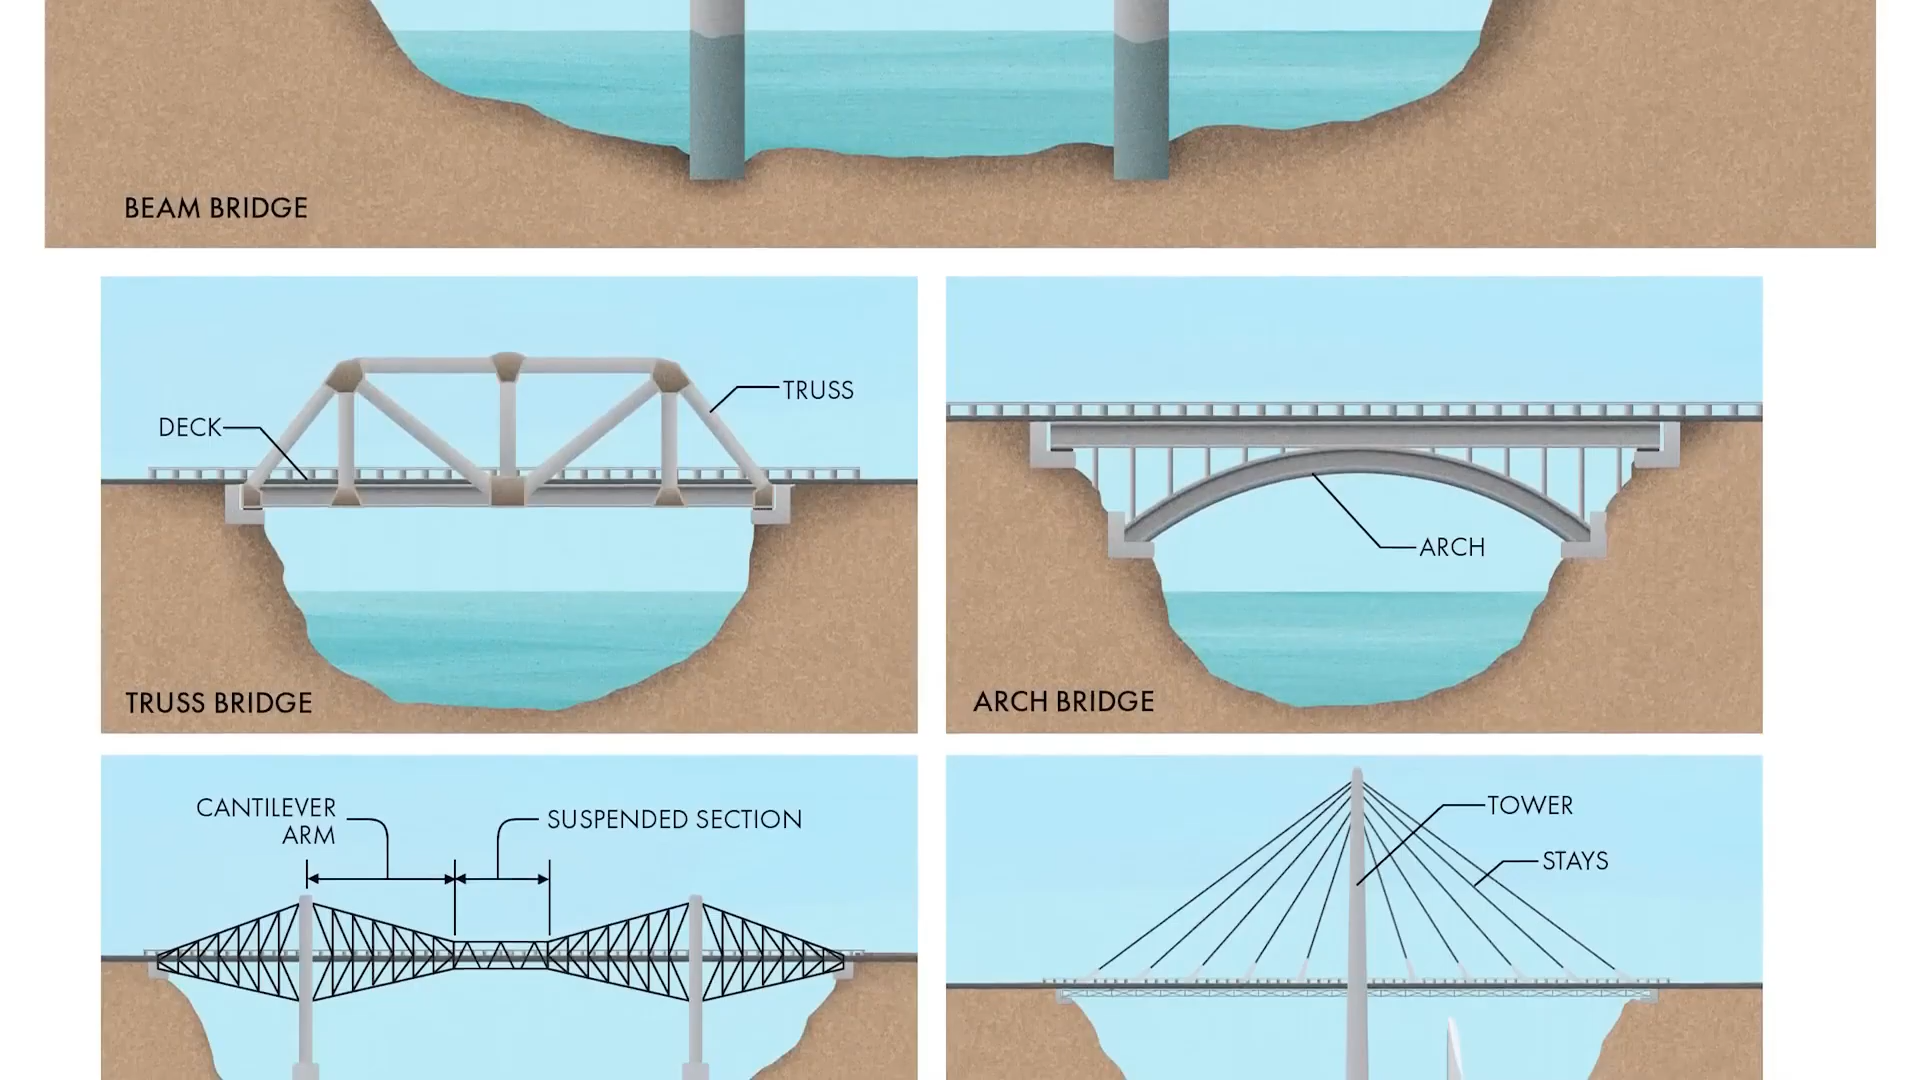 BEAM BRIDGE
DECK
TRUSS
TRUSS BRIDGE
ARCH
ARCH BRIDGE
CANTILEVER
ARM
SUSPENDED SECTION
TOWER
STAYS